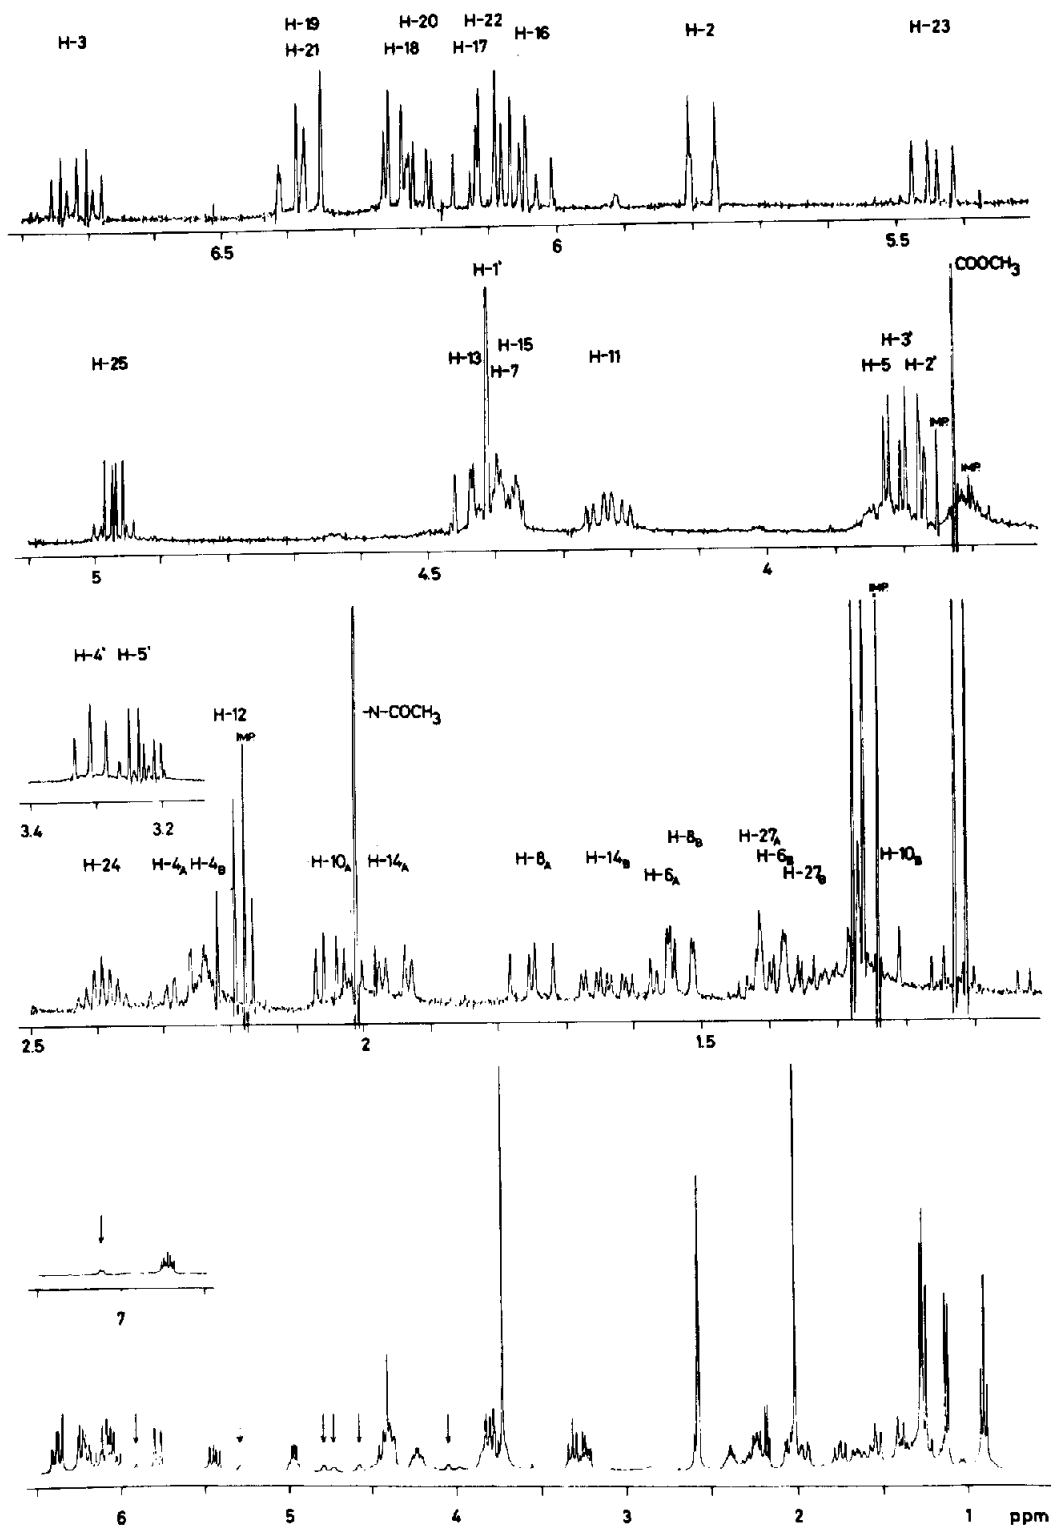 H-19 H-20 H-22
H-3 H-21 H-18 H-17 H-16 H-2 H-23
6.5 6 5.5
H-1' COOCH3
H-25 H-13 H-7 H-15 H-11 H-5 H-3' H-2' IMP. IMP.
5 4.5 4
IMP.
H-4' H-5' H-12 IMP. -N-COCH3
3.4 3.2
H-24 H-4A H-4B H-10A H-14A H-8A H-14B H-6A H-8B H-27A H-6B H-27B H-10B
2.5 2 1.5
7
6 5 4 3 2 1 ppm